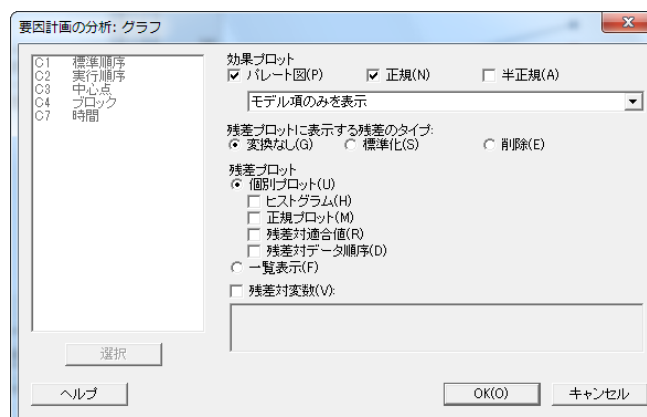 要因計画の分析: グラフ
C1 標準順序
C2 実行順序
C3 中心点
C4 ブロック
C7 時間
選択
ヘルプ
効果プロット
パレート図(P) 正規(N) 半正規(A)
モデル項のみを表示
残差プロットに表示する残差のタイプ:
変換なし(G) 標準化(S) 削除(E)
残差プロット
個別プロット(U)
ヒストグラム(H)
正規プロット(M)
残差対適合値(R)
残差対データ順序(D)
一覧表示(F)
残差対変数(V):
OK(O) キャンセル